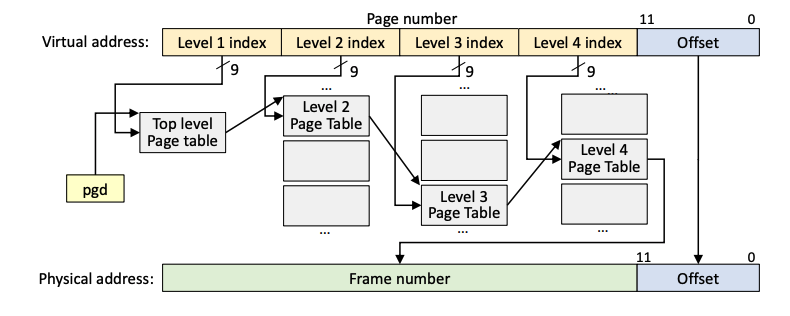 Page number
11 0
Virtual address: Level 1 index Level 2 index Level 3 index Level 4 index Offset
9 9 9 9
... ... ...
Top level
Page table
Level 2
Page Table
Level 4
Page Table
pgd
Level 3
Page Table
... ... ...
11 0
Physical address: Frame number Offset